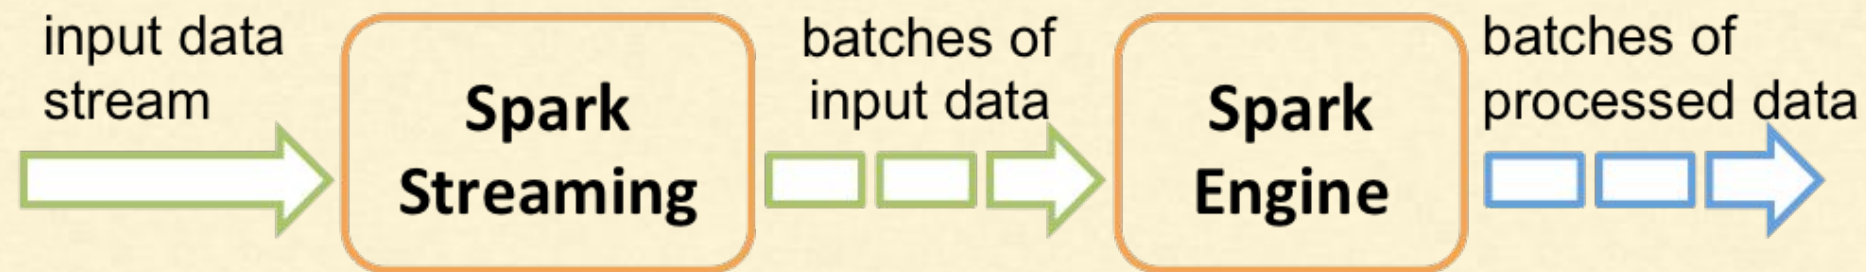 input data
stream
Spark
Streaming
batches of
input data
Spark
Engine
batches of
processed data